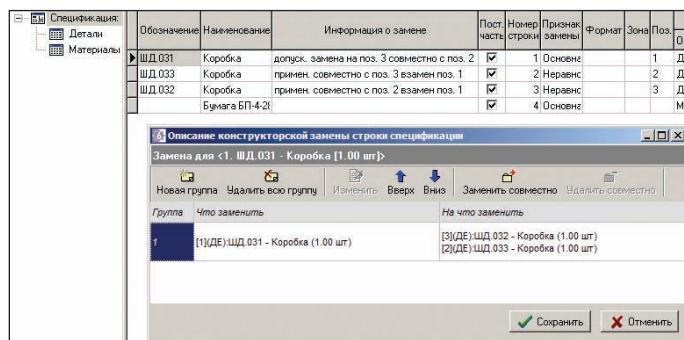 Спецификация:
Детали
Материалы
Обозначение Наименование Информация о замене Пост. часть Номер строки Признак замены Формат Зона Поз.
ШД.031 Коробка допуск. замена на поз. 3 совместно с поз. 2 1 Основна 1 Д
ШД.033 Коробка примен. совместно с поз. 3 взамен поз. 1 2 Неравнс 2 Д
ШД.032 Коробка примен. совместно с поз. 2 взамен поз. 1 3 Неравнс 3 Д
Бумага БП-4-28 4 Основна М
Описание конструкторской замены строки спецификации
Замена для <1. ШД.031 - Коробка [1.00 шт]>
Новая группа Удалить всю группу Изменить Вверх Вниз Заменить совместно Удалить совместно
Группа Что заменить На что заменить
1 [1](ДЕ):ШД.031 - Коробка (1.00 шт) [3](ДЕ):ШД.032 - Коробка (1.00 шт)
[2](ДЕ):ШД.033 - Коробка (1.00 шт)
Сохранить Отменить